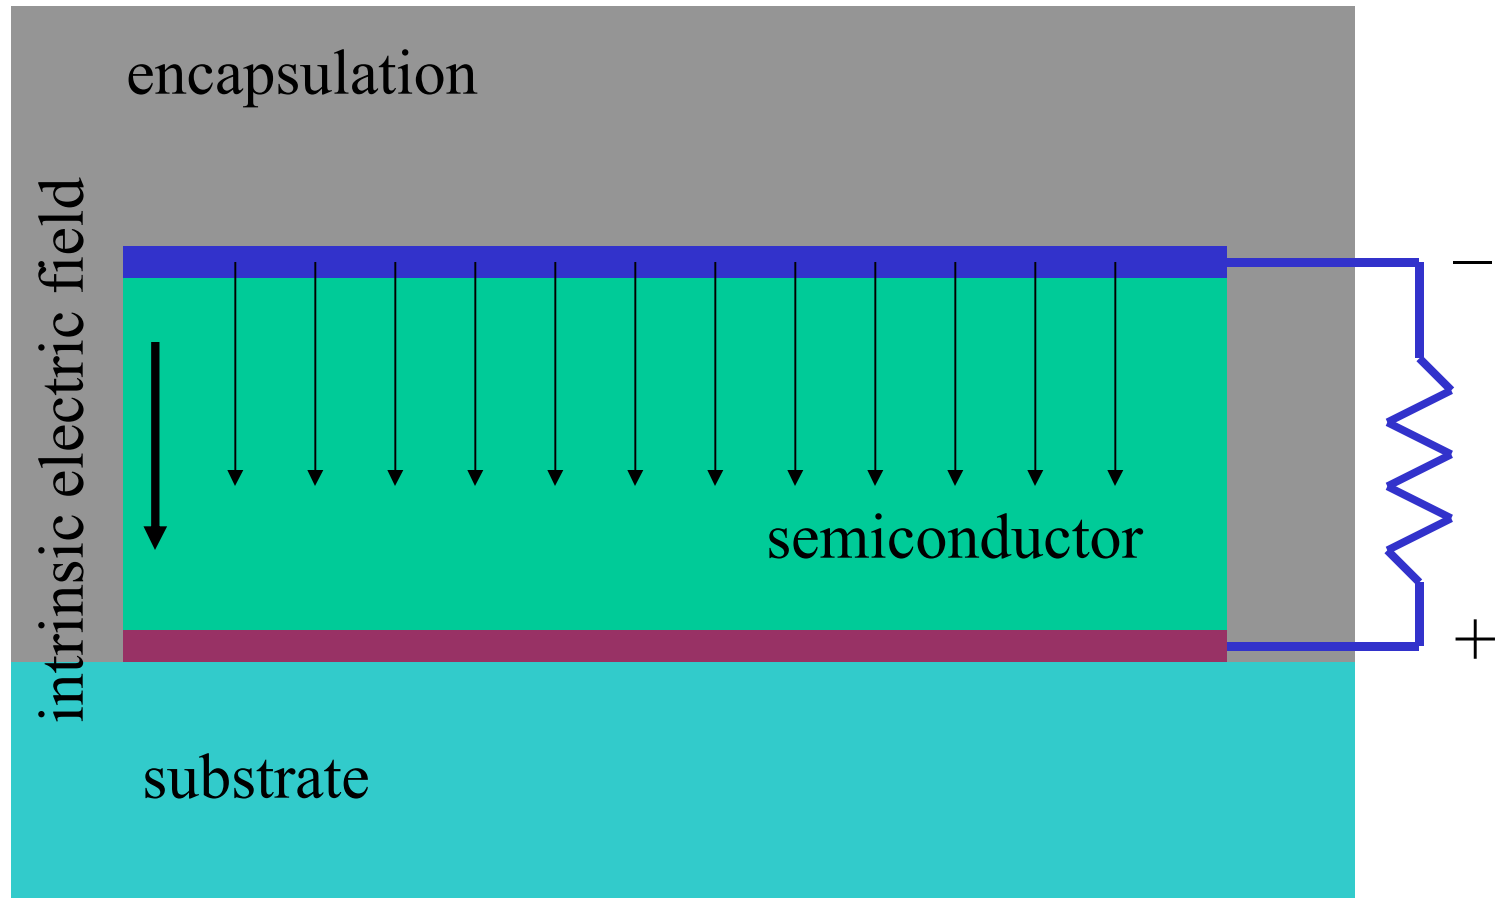 encapsulation
intrinsic electric field
−
semiconductor
+
substrate